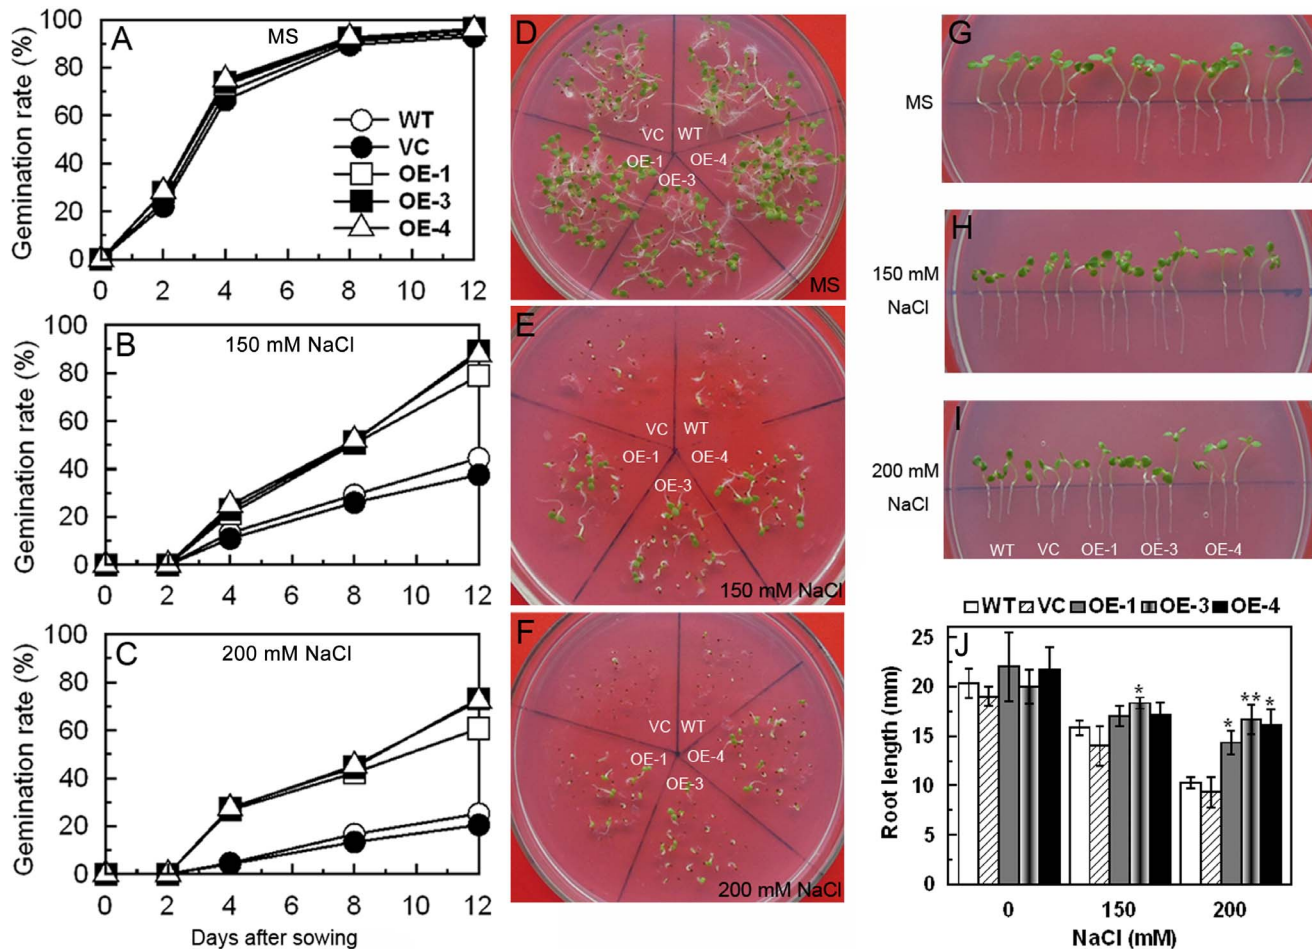 A
MS
Gemination rate (%)
100
80
60
40
20
0
WT
VC
OE-1
OE-3
OE-4
0 2 4 6 8 10 12
B
150 mM NaCl
Gemination rate (%)
100
80
60
40
20
0
0 2 4 6 8 10 12
C
200 mM NaCl
Gemination rate (%)
100
80
60
40
20
0
0 2 4 6 8 10 12
Days after sowing
D
VC WT
OE-1 OE-4
OE-3
MS
E
VC WT
OE-1 OE-4
OE-3
150 mM NaCl
F
VC WT
OE-1 OE-4
OE-3
200 mM NaCl
G
MS
H
150 mM
NaCl
I
200 mM
NaCl
WT VC OE-1 OE-3 OE-4
WT VC OE-1 OE-3 OE-4
J
Root length (mm)
25
20
15
10
5
0
*
* ** *
0 150 200
NaCl (mM)